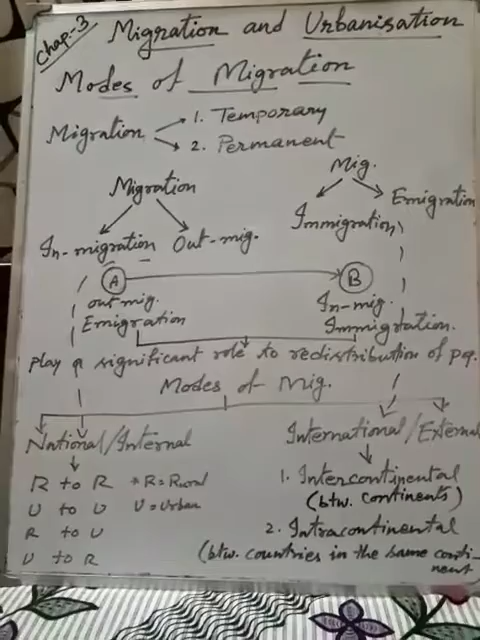 Chap:-3
Migration and Urbanisation
Modes of Migration
Migration
1. Temporary
2. Permanent
Migration
In-migration Out-mig.
Mig.
Immigration Emigration
A B
out mig.
Emigration
In-mig.
Immigration.
Play a significant role to redistribution of pop.
Modes of Mig.
National/Internal
R to R *R=Rural
U to U U=Urban
R to U
U to R
International/External
1. Intercontinental
(btw. continents)
2. Intracontinental
(btw. countries in the same conti-
nent